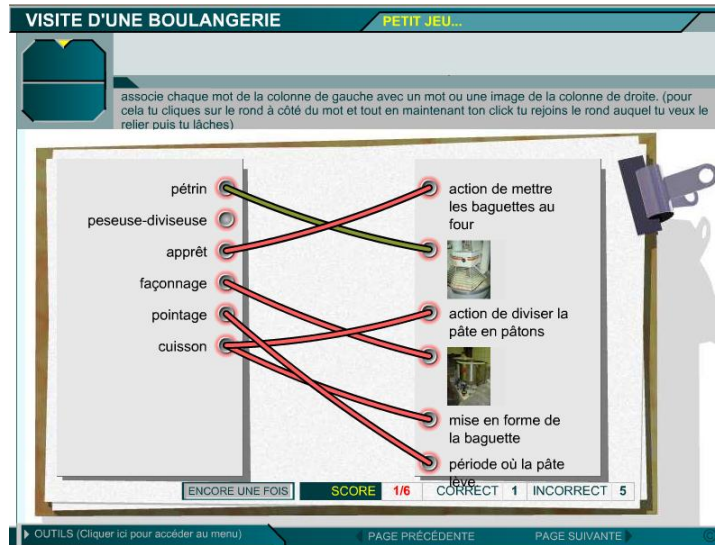 VISITE D'UNE BOULANGERIE
PETIT JEU...
associe chaque mot de la colonne de gauche avec un mot ou une image de la colonne de droite. (pour
cela tu cliques sur le rond à côté du mot et tout en maintenant ton click tu rejoins le rond auquel tu veux le
relier puis tu lâches)
pétrin
peseuse-diviseuse
apprêt
façonnage
pointage
cuisson
action de mettre
les baguettes au
four
action de diviser la
pâte en pâtons
mise en forme de
la baguette
période où la pâte
lève
ENCORE UNE FOIS SCORE 1/6 CORRECT 1 INCORRECT 5
OUTILS (Cliquer ici pour accéder au menu) PAGE PRÉCÉDENTE PAGE SUIVANTE ©